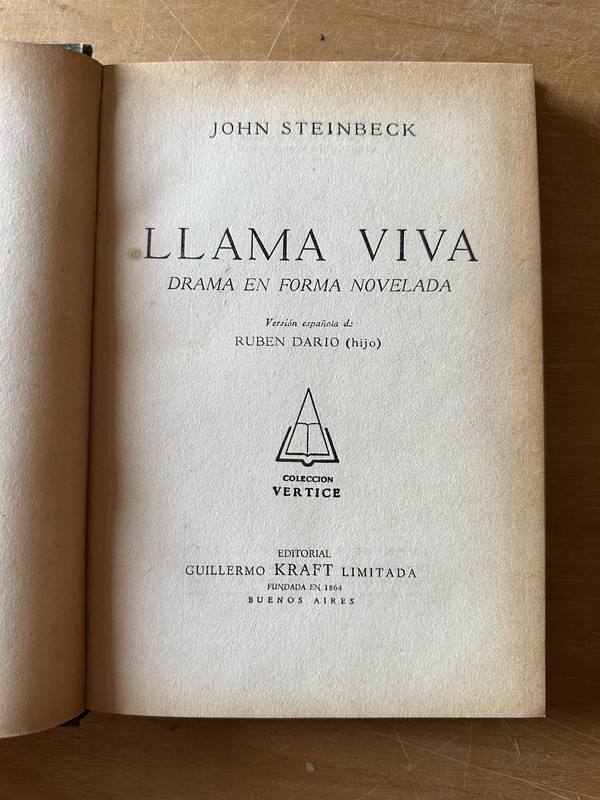 JOHN STEINBECK
LLAMA VIVA
DRAMA EN FORMA NOVELADA
Versión española de
RUBEN DARIO (hijo)
COLECCION
VERTICE
EDITORIAL
GUILLERMO KRAFT LIMITADA
FUNDADA EN 1864
BUENOS AIRES